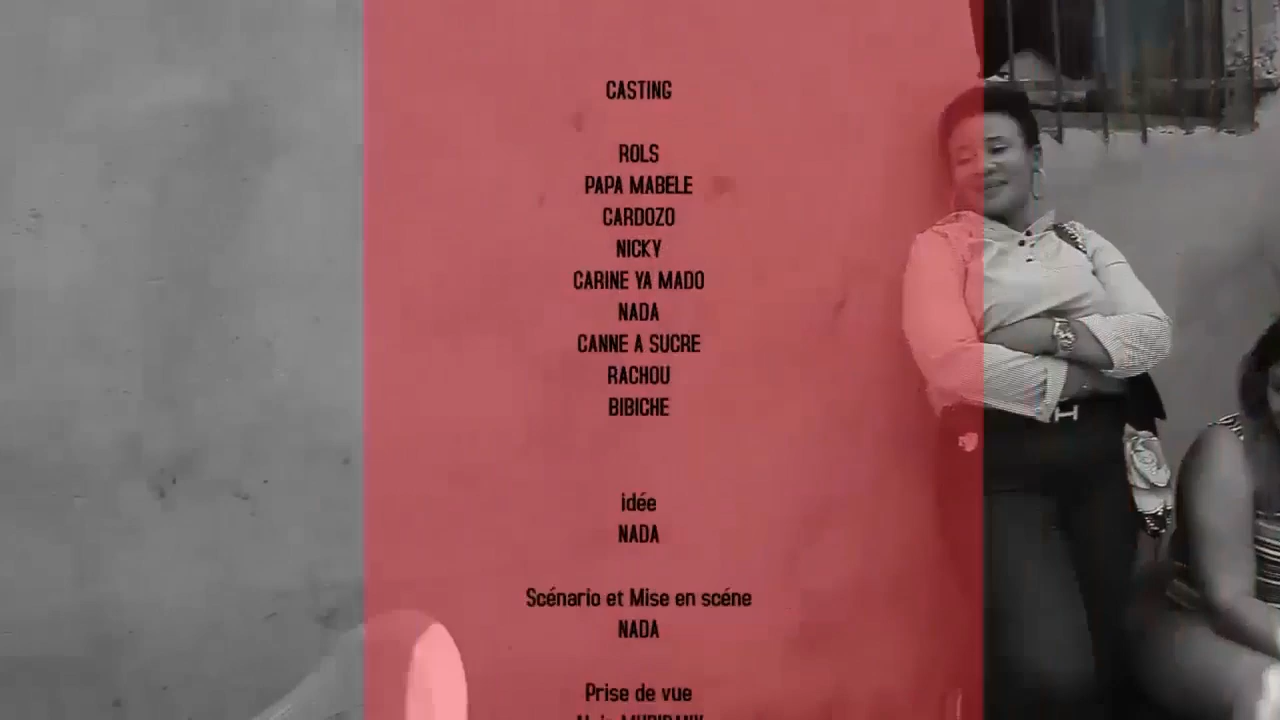 CASTING
ROLS
PAPA MABELE
CARDOZO
NICKY
CARINE YA MADO
NADA
CANNE A SUCRE
RACHOU
BIBICHE
idée
NADA
Scénario et Mise en scéne
NADA
Prise de vue